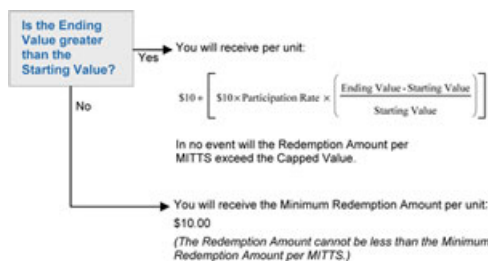 Is the Ending
Value greater
than the
Starting Value?
Yes
You will receive per unit:
$10 + [ $10 × Participation Rate × ( Ending Value - Starting Value / Starting Value ) ]
In no event will the Redemption Amount per
MITTS exceed the Capped Value.
No
You will receive the Minimum Redemption Amount per unit:
$10.00
(The Redemption Amount cannot be less than the Minimum
Redemption Amount per MITTS.)